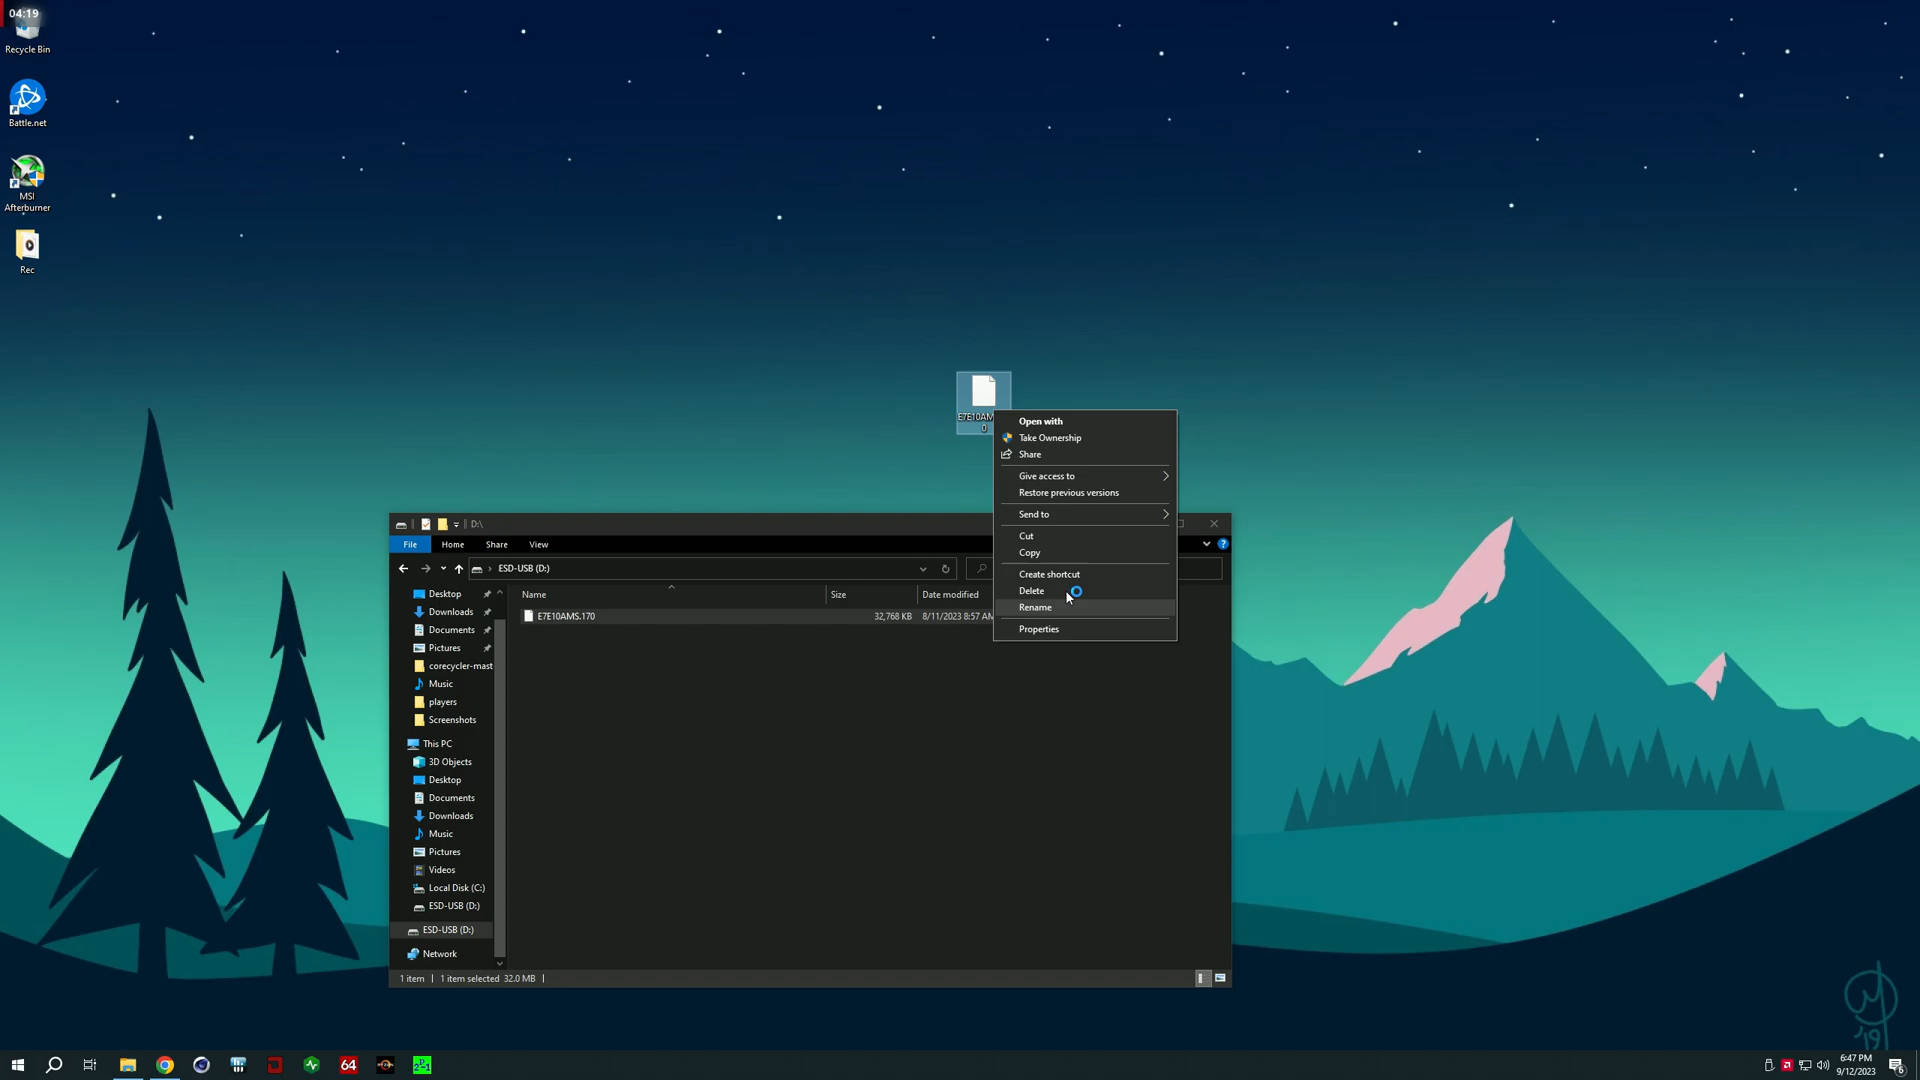 04:19
Recycle Bin
Battle.net
MSI
Afterburner
Rec
E7E10AM
0
Open with
Take Ownership
Share
Give access to
Restore previous versions
Send to
Cut
Copy
Create shortcut
Delete
Rename
Properties
D:\
File Home Share View
ESD-USB (D:)
Name Size Date modified
E7E10AMS.170 32,768 KB 8/11/2023 8:57 AM
Desktop
Downloads
Documents
Pictures
corecycler-mast
Music
players
Screenshots
This PC
3D Objects
Desktop
Documents
Downloads
Music
Pictures
Videos
Local Disk (C:)
ESD-USB (D:)
ESD-USB (D:)
Network
1 item 1 item selected 32.0 MB
'19
64
6:47 PM
9/12/2023
6